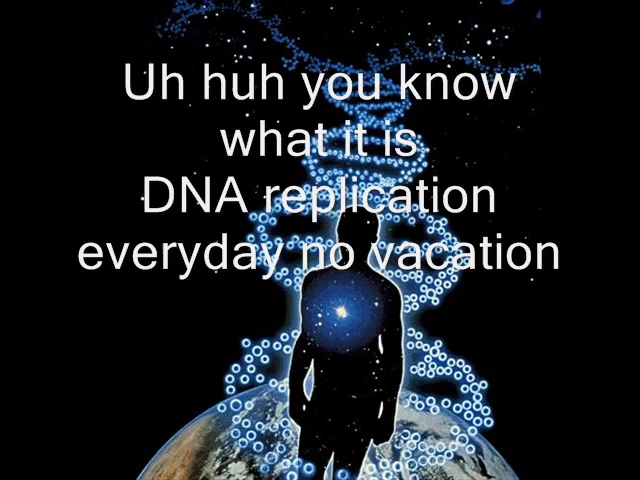 Uh huh you know
what it is
DNA replication
everyday no vacation